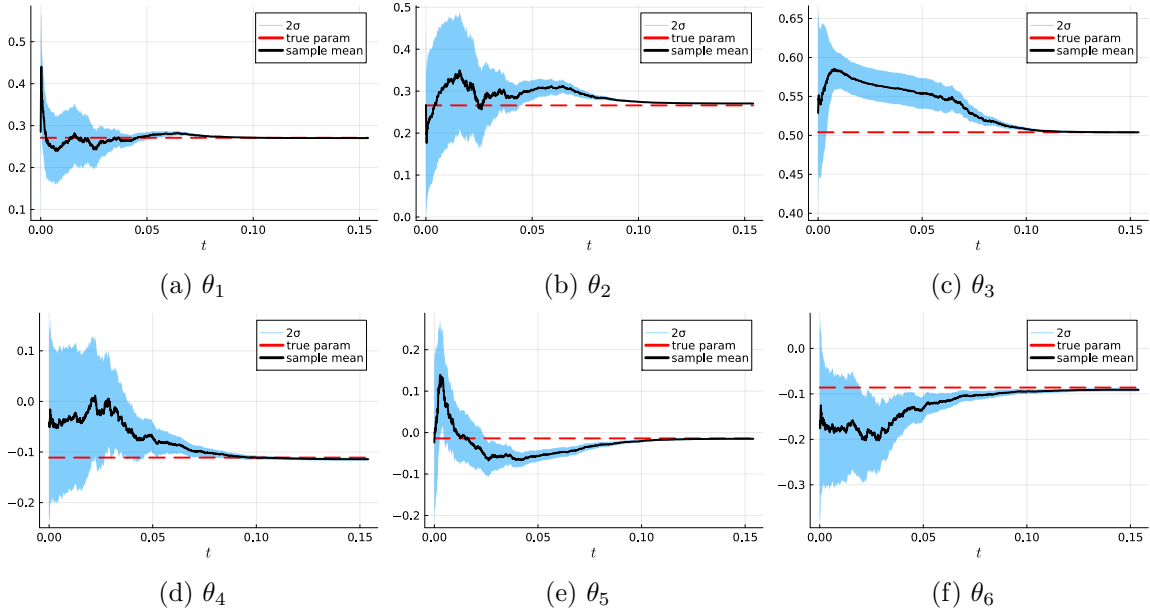 2σ
true param
sample mean
0.5
0.4
0.3
0.2
0.1
0.00
0.05
0.10
0.15
t
(a) θ1
2σ
true param
sample mean
0.5
0.4
0.3
0.2
0.1
0.0
0.00
0.05
0.10
0.15
t
(b) θ2
2σ
true param
sample mean
0.65
0.60
0.55
0.50
0.45
0.40
0.00
0.05
0.10
0.15
t
(c) θ3
2σ
true param
sample mean
0.1
0.0
−0.1
−0.2
0.00
0.05
0.10
0.15
t
(d) θ4
2σ
true param
sample mean
0.2
0.1
0.0
−0.1
−0.2
0.00
0.05
0.10
0.15
t
(e) θ5
2σ
true param
sample mean
0.0
−0.1
−0.2
−0.3
0.00
0.05
0.10
0.15
t
(f) θ6